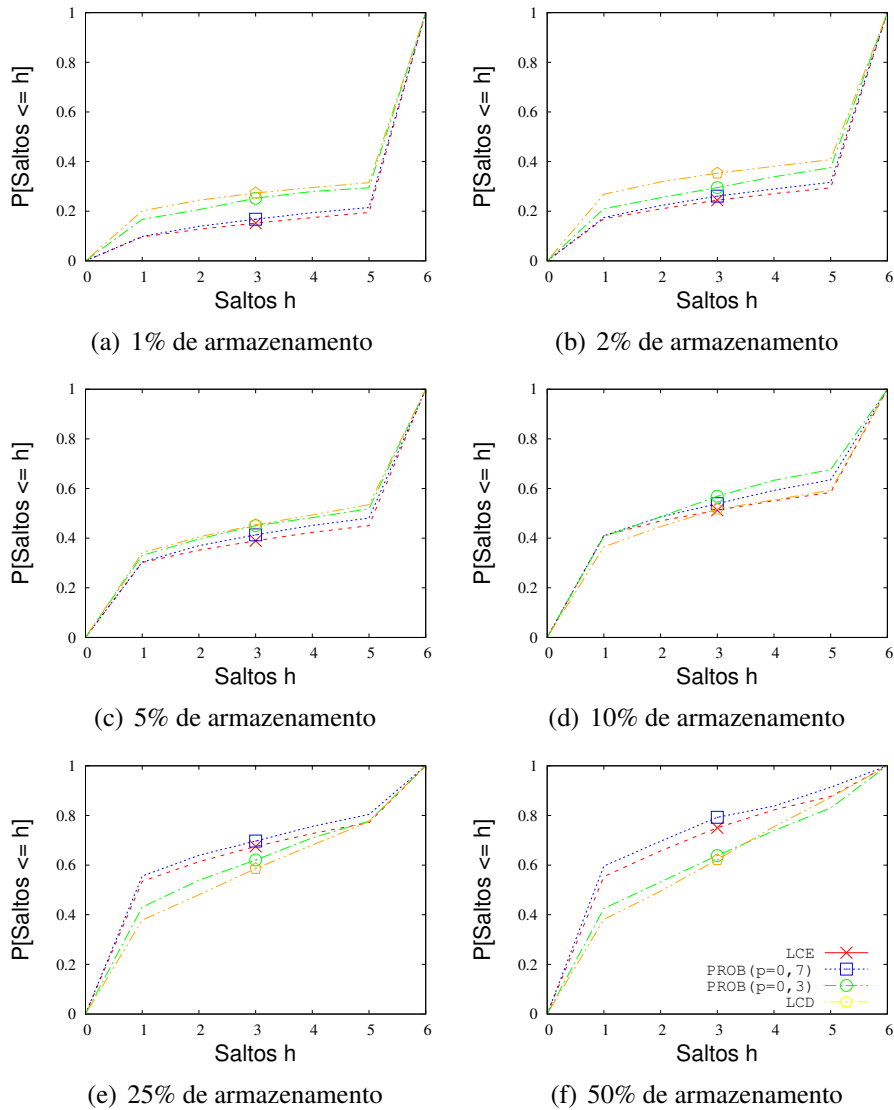 1
0.8
0.6
0.4
0.2
0
P[Saltos <= h]
0 1 2 3 4 5 6
Saltos h
(a) 1% de armazenamento
1
0.8
0.6
0.4
0.2
0
P[Saltos <= h]
0 1 2 3 4 5 6
Saltos h
(b) 2% de armazenamento
1
0.8
0.6
0.4
0.2
0
P[Saltos <= h]
0 1 2 3 4 5 6
Saltos h
(c) 5% de armazenamento
1
0.8
0.6
0.4
0.2
0
P[Saltos <= h]
0 1 2 3 4 5 6
Saltos h
(d) 10% de armazenamento
1
0.8
0.6
0.4
0.2
0
P[Saltos <= h]
0 1 2 3 4 5 6
Saltos h
(e) 25% de armazenamento
1
0.8
0.6
0.4
0.2
0
P[Saltos <= h]
LCE
PROB(p=0,7)
PROB(p=0,3)
LCD
0 1 2 3 4 5 6
Saltos h
(f) 50% de armazenamento